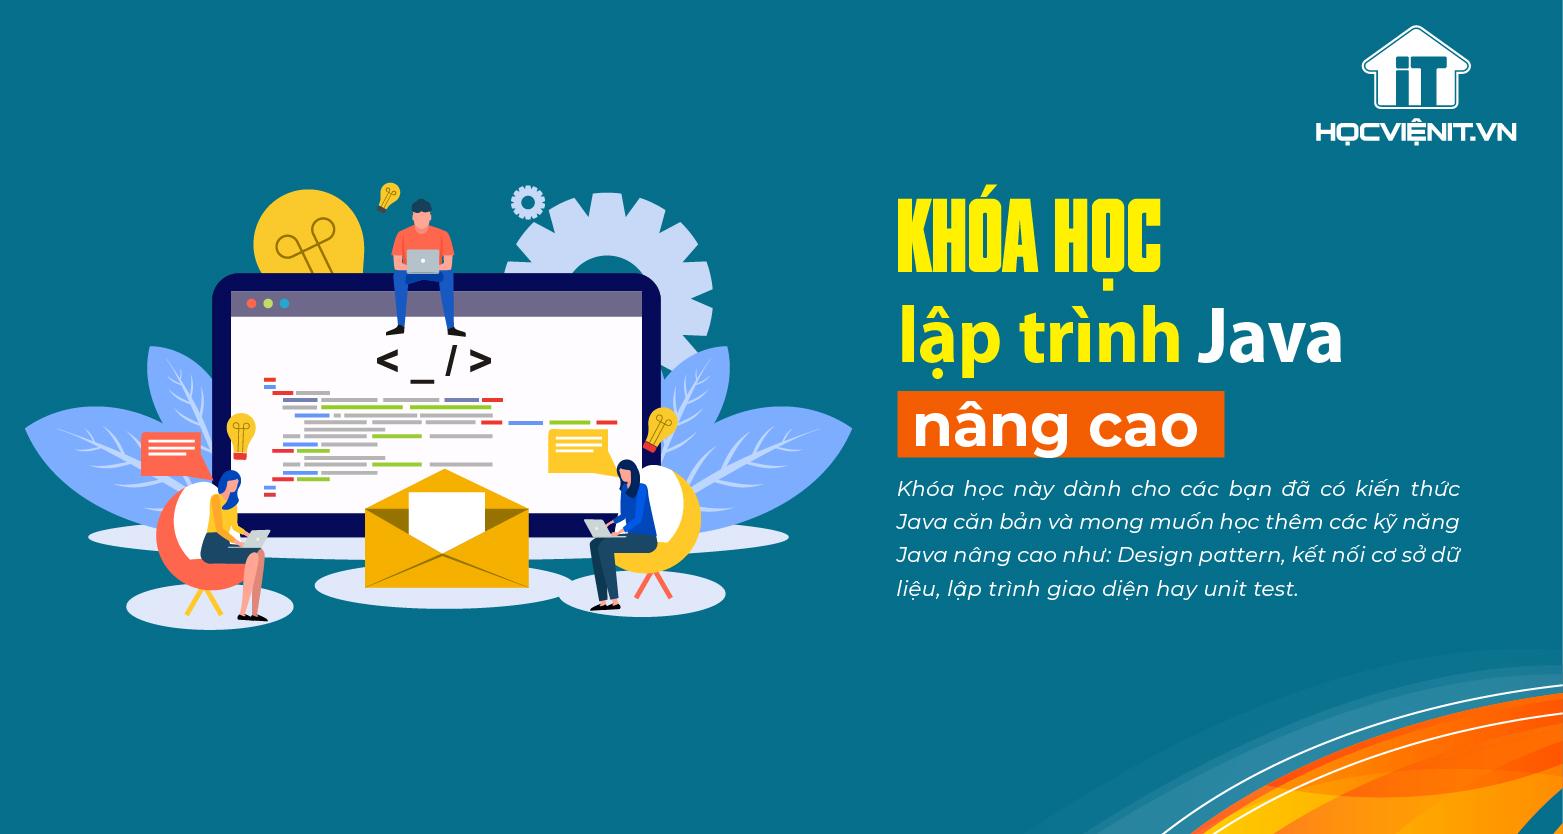 iT
HỌCVIỆNIT.VN
KHÓA HỌC
lập trình Java
nâng cao
Khóa học này dành cho các bạn đã có kiến thức
Java căn bản và mong muốn học thêm các kỹ năng
Java nâng cao như: Design pattern, kết nối cơ sở dữ
liệu, lập trình giao diện hay unit test.
< _ / >